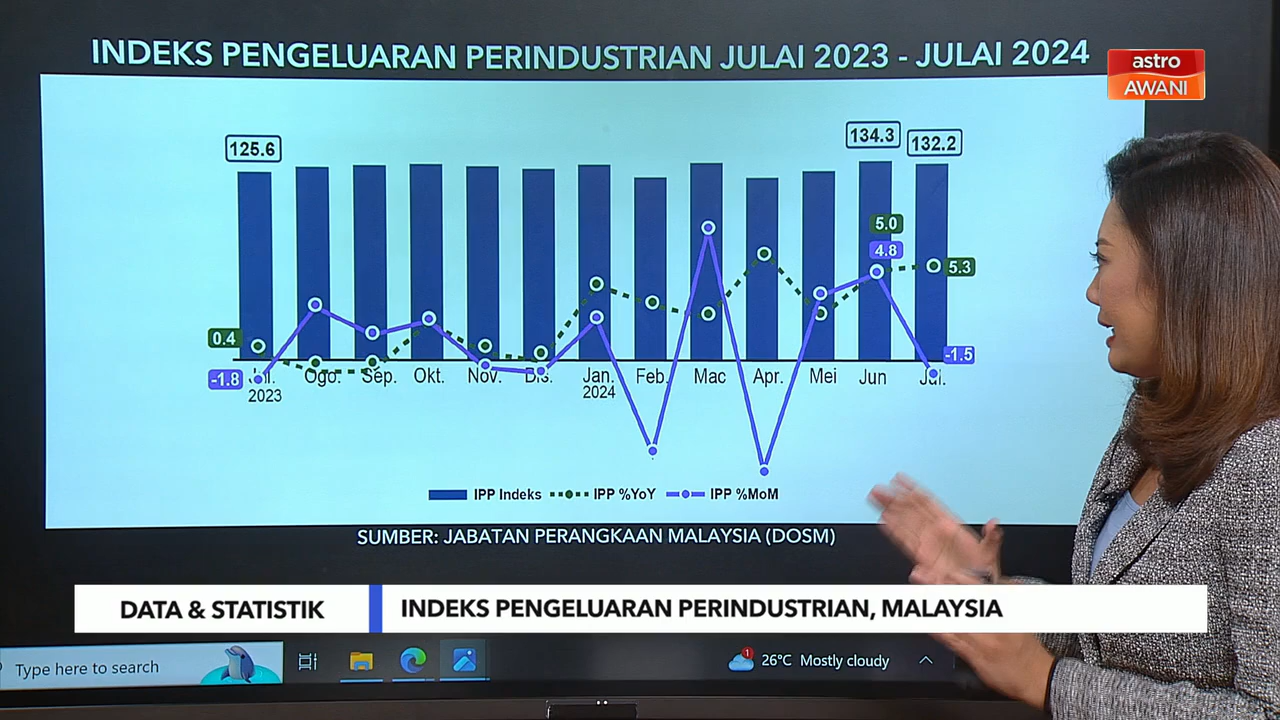 INDEKS PENGELUARAN PERINDUSTRIAN JULAI 2023 - JULAI 2024
astro
AWANI
125.6
134.3
132.2
5.0
4.8
5.3
0.4
-1.5
-1.8
Ogo. Sep. Okt. Nov. Dis. Jan. Feb. Mac Apr. Mei Jun Jul.
2023
2024
IPP Indeks IPP %YoY IPP %MoM
SUMBER: JABATAN PERANGKAAN MALAYSIA (DOSM)
DATA & STATISTIK
INDEKS PENGELUARAN PERINDUSTRIAN, MALAYSIA
Type here to search
1
26°C Mostly cloudy